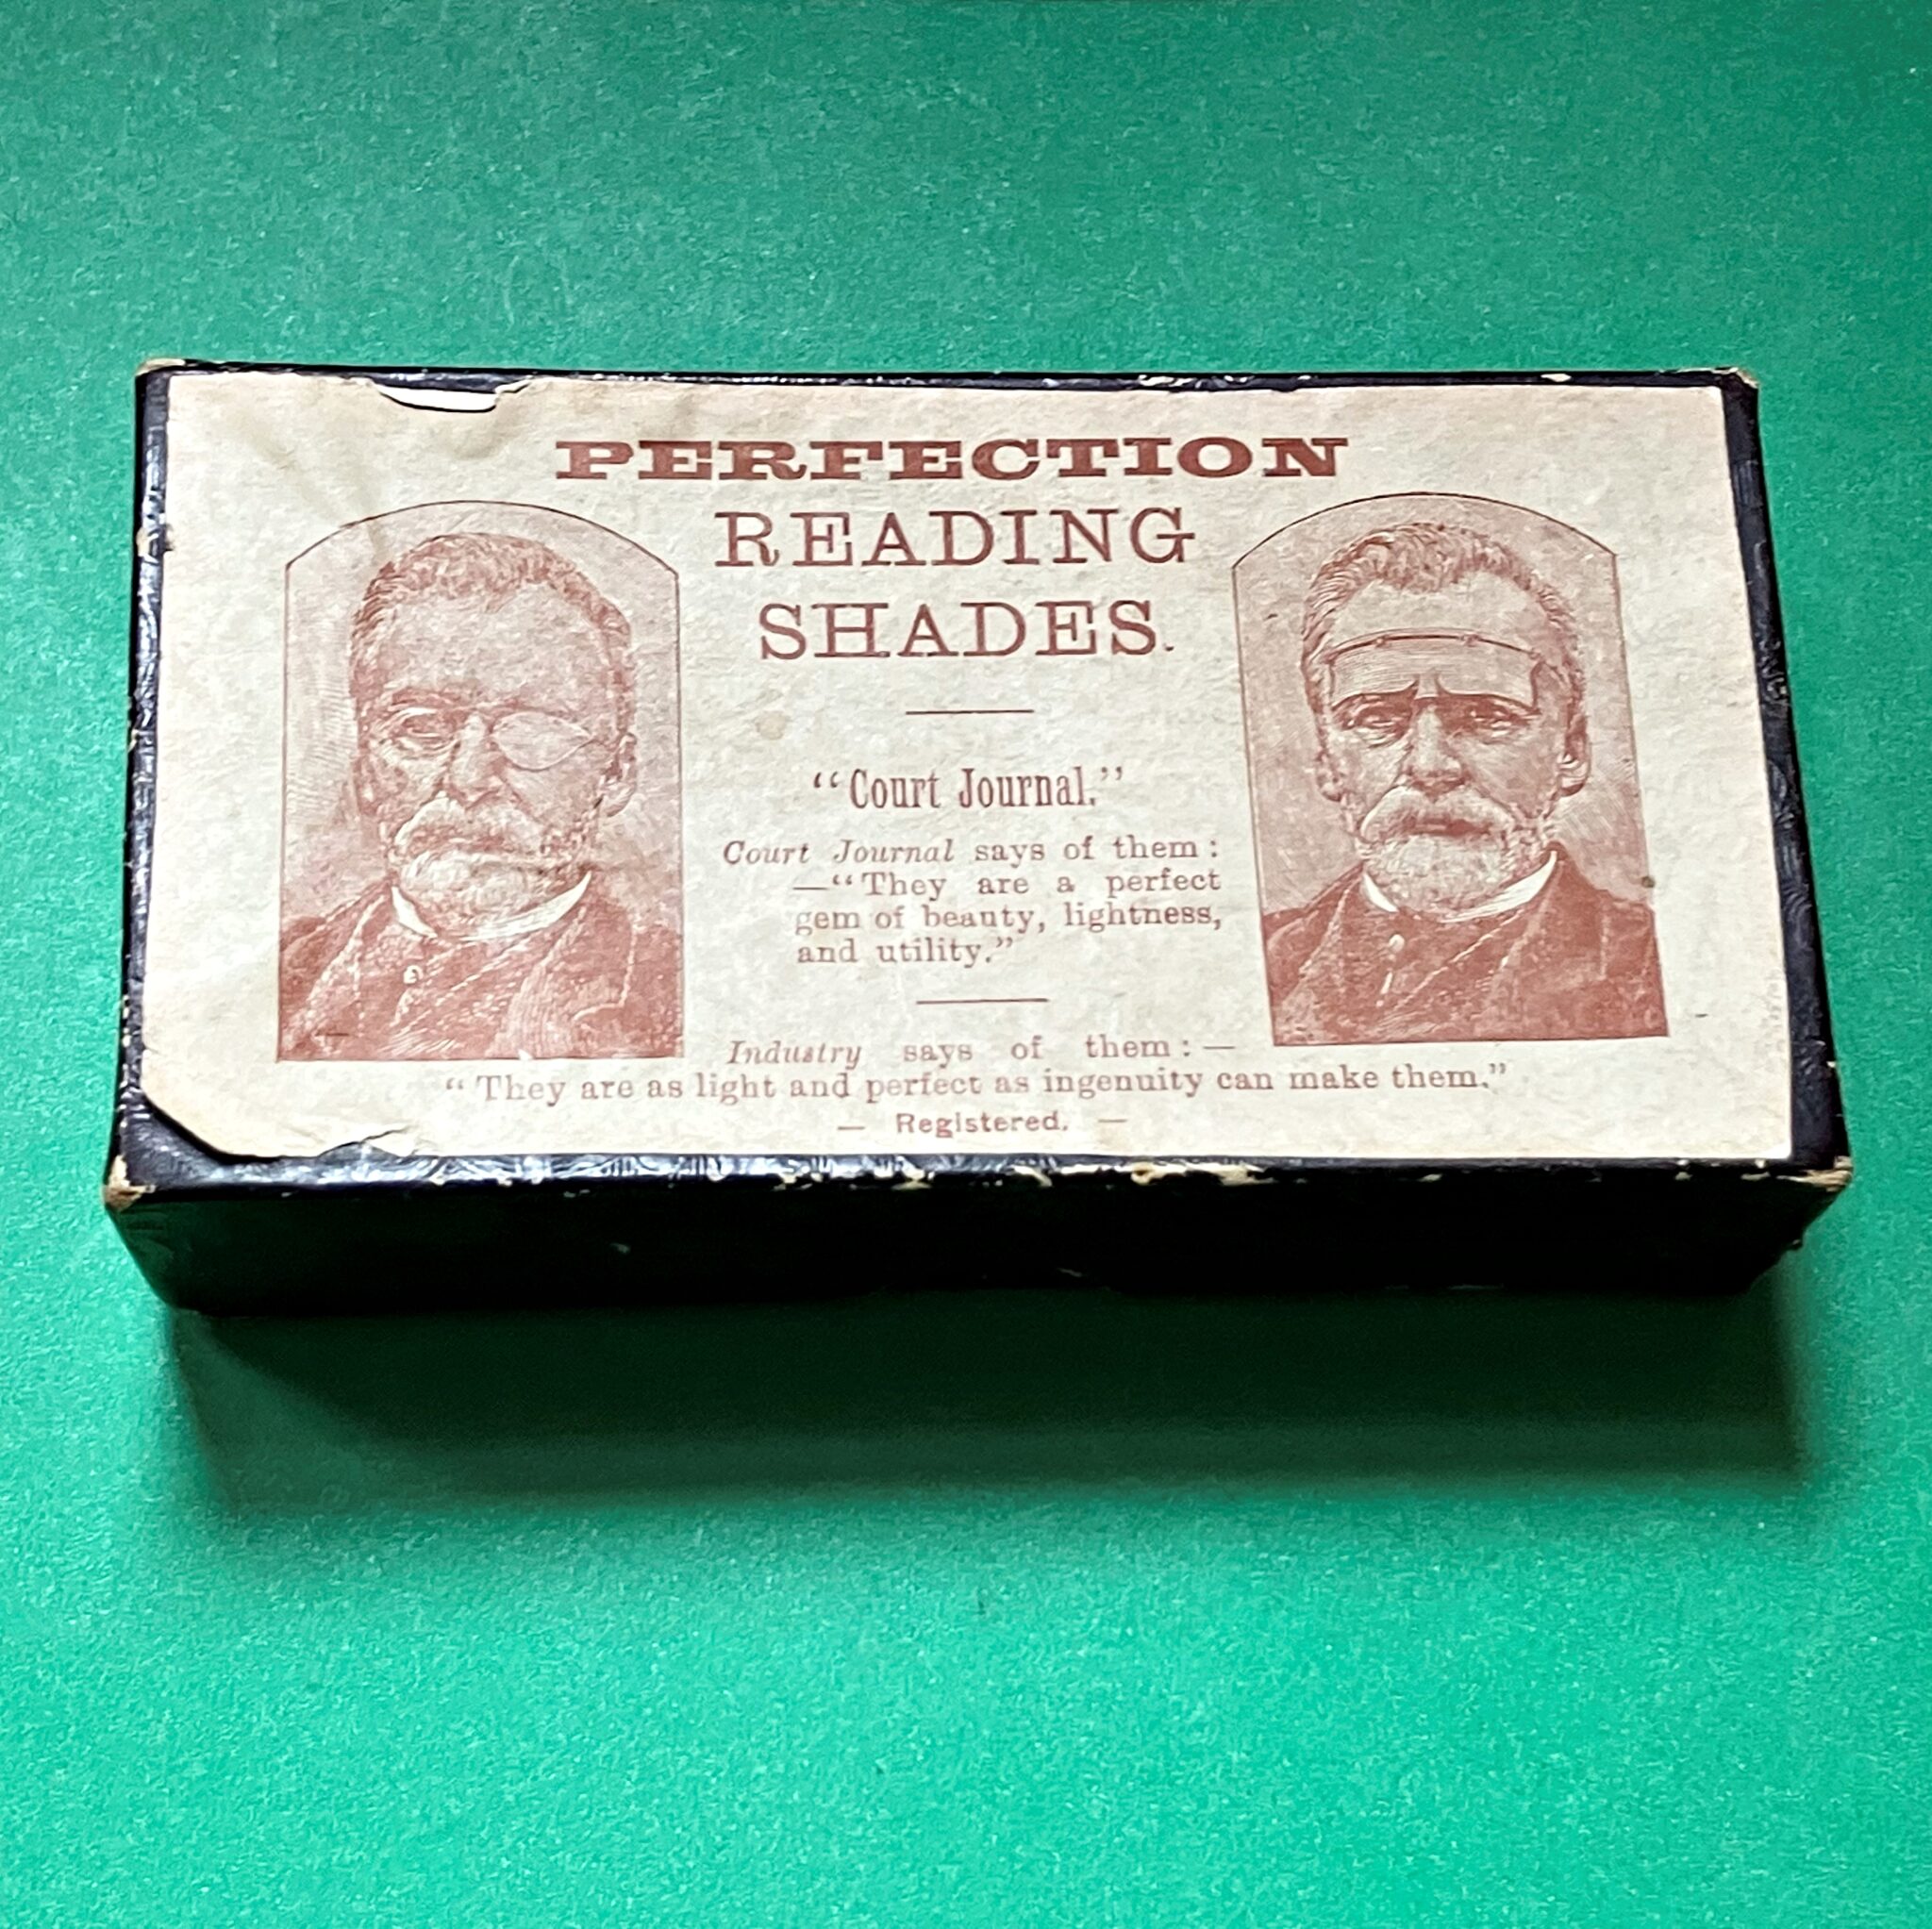 PERFECTION
READING
SHADES.
“Court Journal.”
Court Journal says of them :
—“They are a perfect
gem of beauty, lightness,
and utility.”
Industry says of them : —
“They are as light and perfect as ingenuity can make them.”
— Registered. —